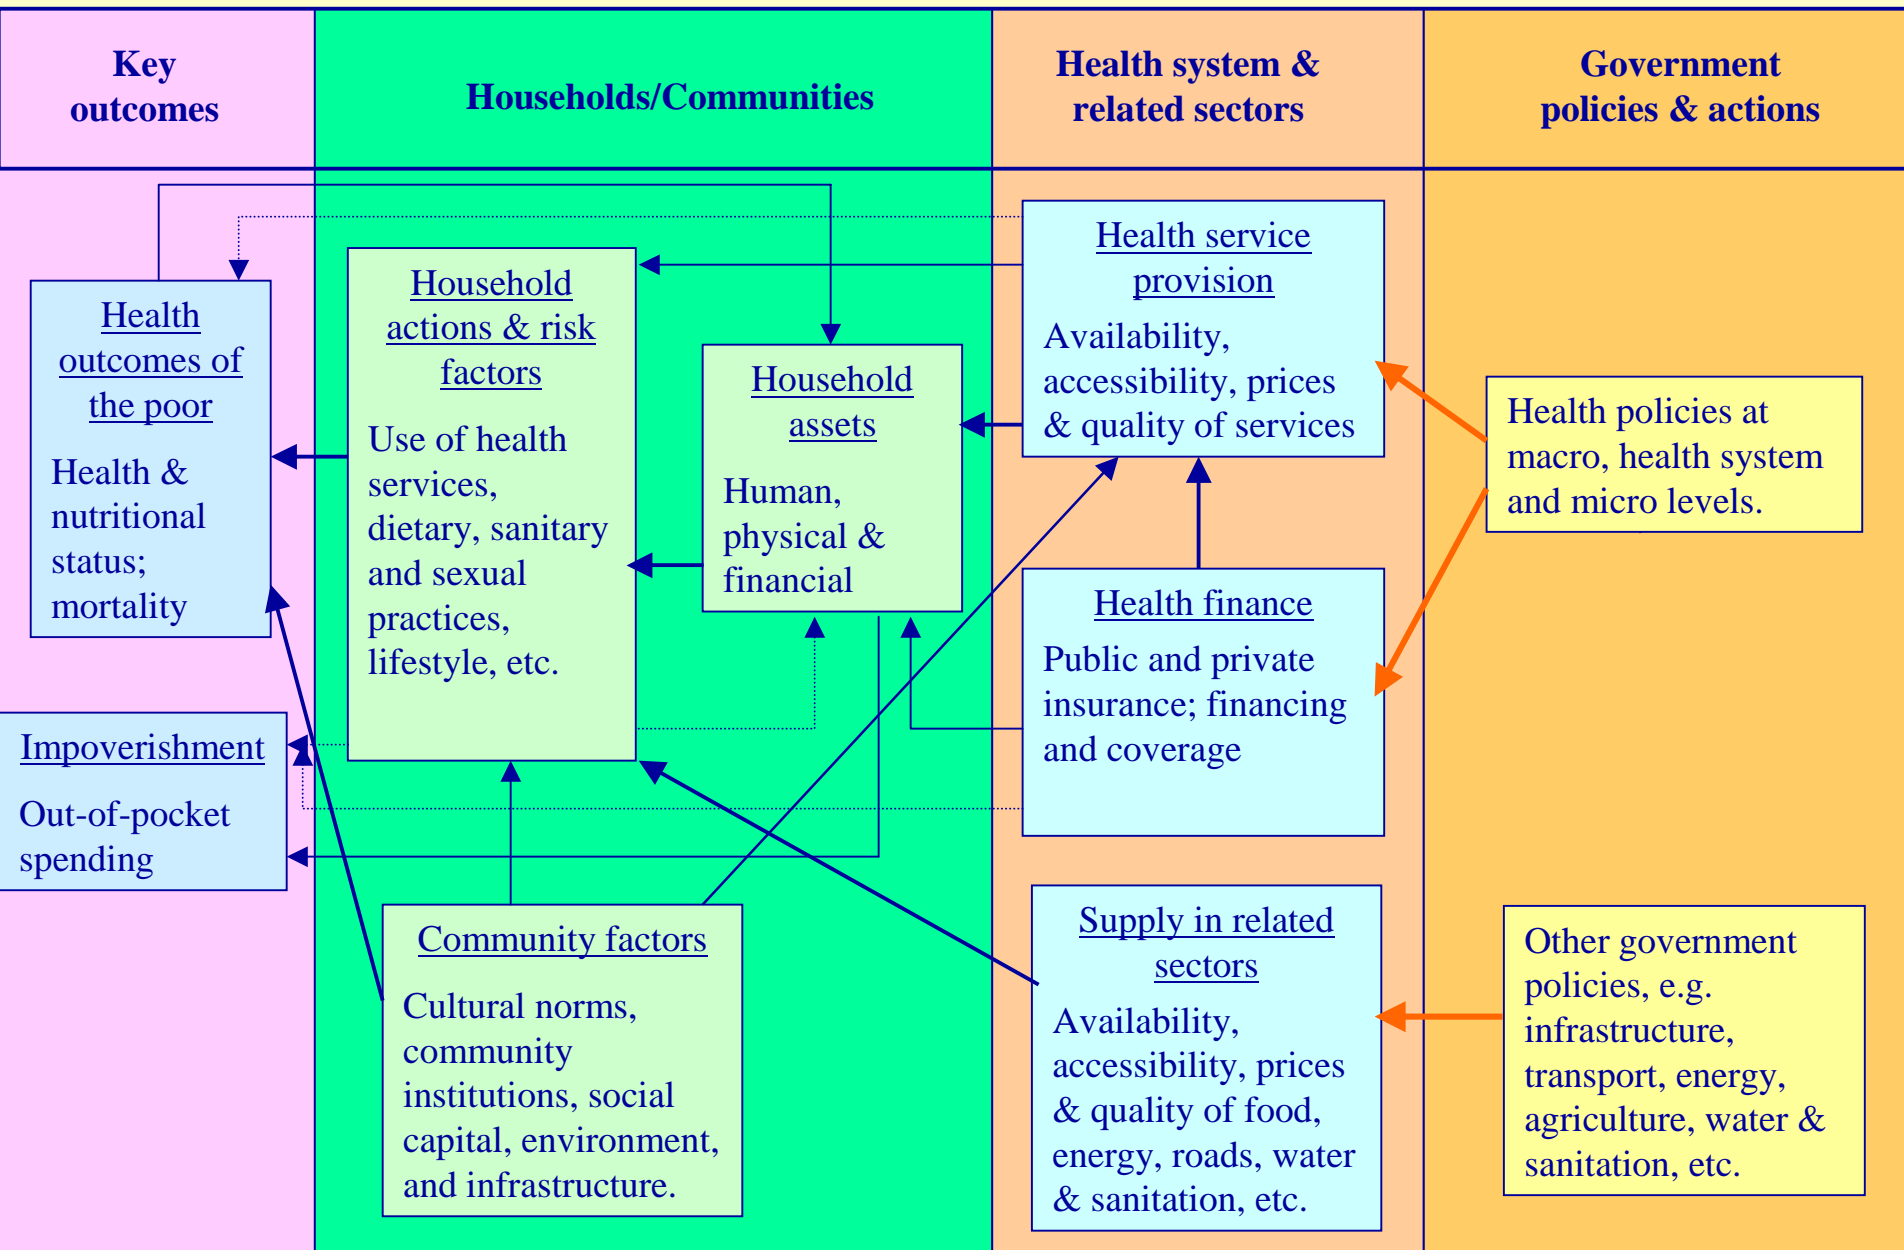 Key
outcomes
Households/Communities
Health system &
related sectors
Government
policies & actions
Health
outcomes of
the poor
Health &
nutritional
status;
mortality
Impoverishment
Out-of-pocket
spending
Household
actions & risk
factors
Use of health
services,
dietary, sanitary
and sexual
practices,
lifestyle, etc.
Household
assets
Human,
physical &
financial
Community factors
Cultural norms,
community
institutions, social
capital, environment,
and infrastructure.
Health service
provision
Availability,
accessibility, prices
& quality of services
Health finance
Public and private
insurance; financing
and coverage
Supply in related
sectors
Availability,
accessibility, prices
& quality of food,
energy, roads, water
& sanitation, etc.
Health policies at
macro, health system
and micro levels.
Other government
policies, e.g.
infrastructure,
transport, energy,
agriculture, water &
sanitation, etc.